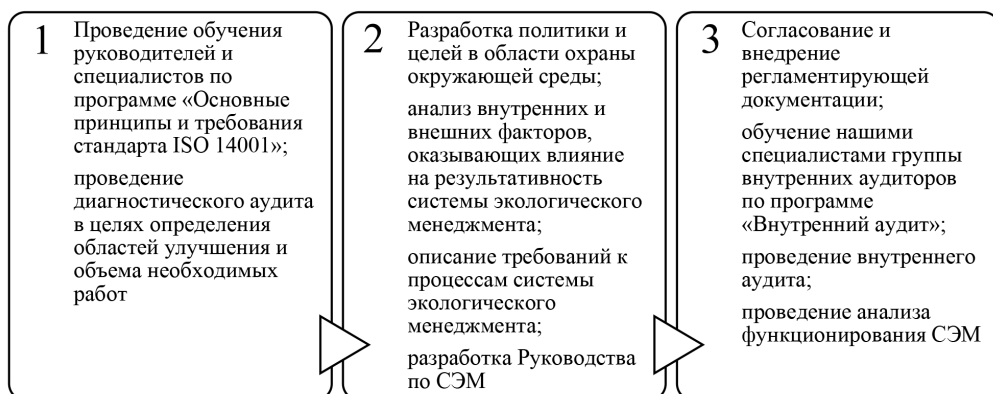 1
Проведение обучения
руководителей и
специалистов по
программе «Основные
принципы и требования
стандарта ISO 14001»;
проведение
диагностического аудита
в целях определения
областей улучшения и
объема необходимых
работ
2
Разработка политики и
целей в области охраны
окружающей среды;
анализ внутренних и
внешних факторов,
оказывающих влияние
на результативность
системы экологического
менеджмента;
описание требований к
процессам системы
экологического
менеджмента;
разработка Руководства
по СЭМ
3
Согласование и
внедрение
регламентирующей
документации;
обучение нашими
специалистами группы
внутренних аудиторов
по программе
«Внутренний аудит»;
проведение внутреннего
аудита;
проведение анализа
функционирования СЭМ